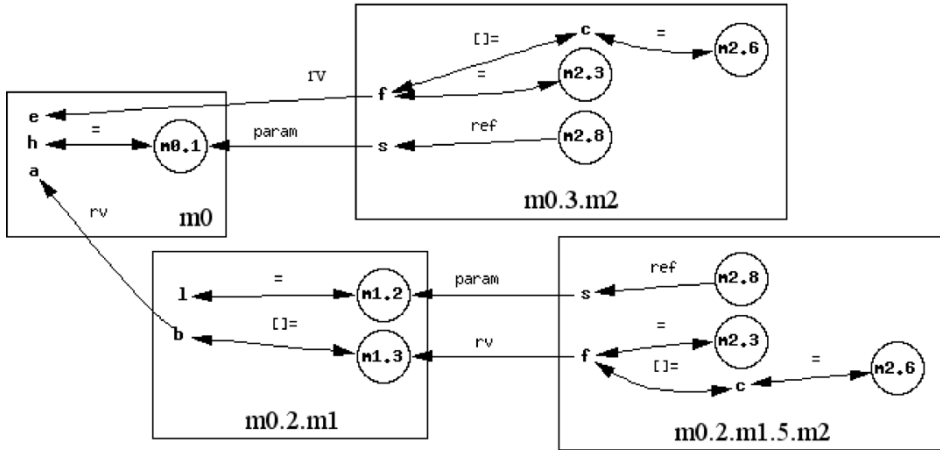 c
[]=
=
m2.6
rv
f
=
m2.3
e
h
=
m0.1
param
s
ref
m2.8
a
m0
m0.3.m2
rv
l
=
m1.2
param
s
ref
m2.8
b
[]=
m1.3
rv
f
=
m2.3
[]=
c
=
m2.6
m0.2.m1
m0.2.m1.5.m2